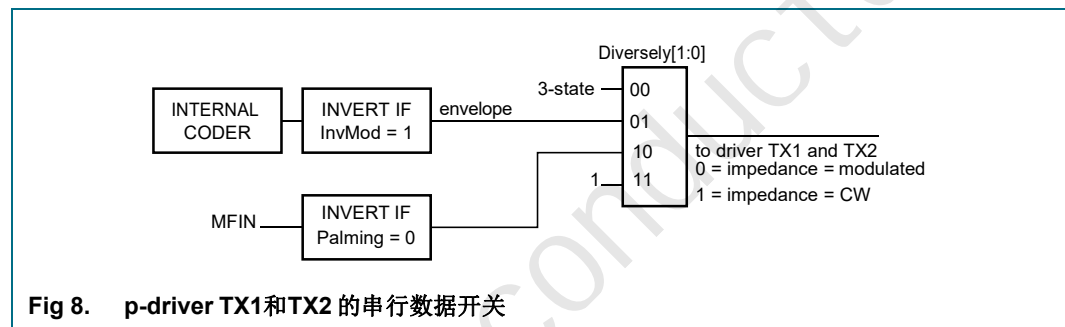 Diversely[1:0]
3-state
00
INTERNAL
CODER
INVERT IF
InvMod = 1
envelope
01
10
to driver TX1 and TX2
0 = impedance = modulated
1
11
1 = impedance = CW
MFIN
INVERT IF
Palming = 0
Fig 8. p-driver TX1和TX2 的串行数据开关